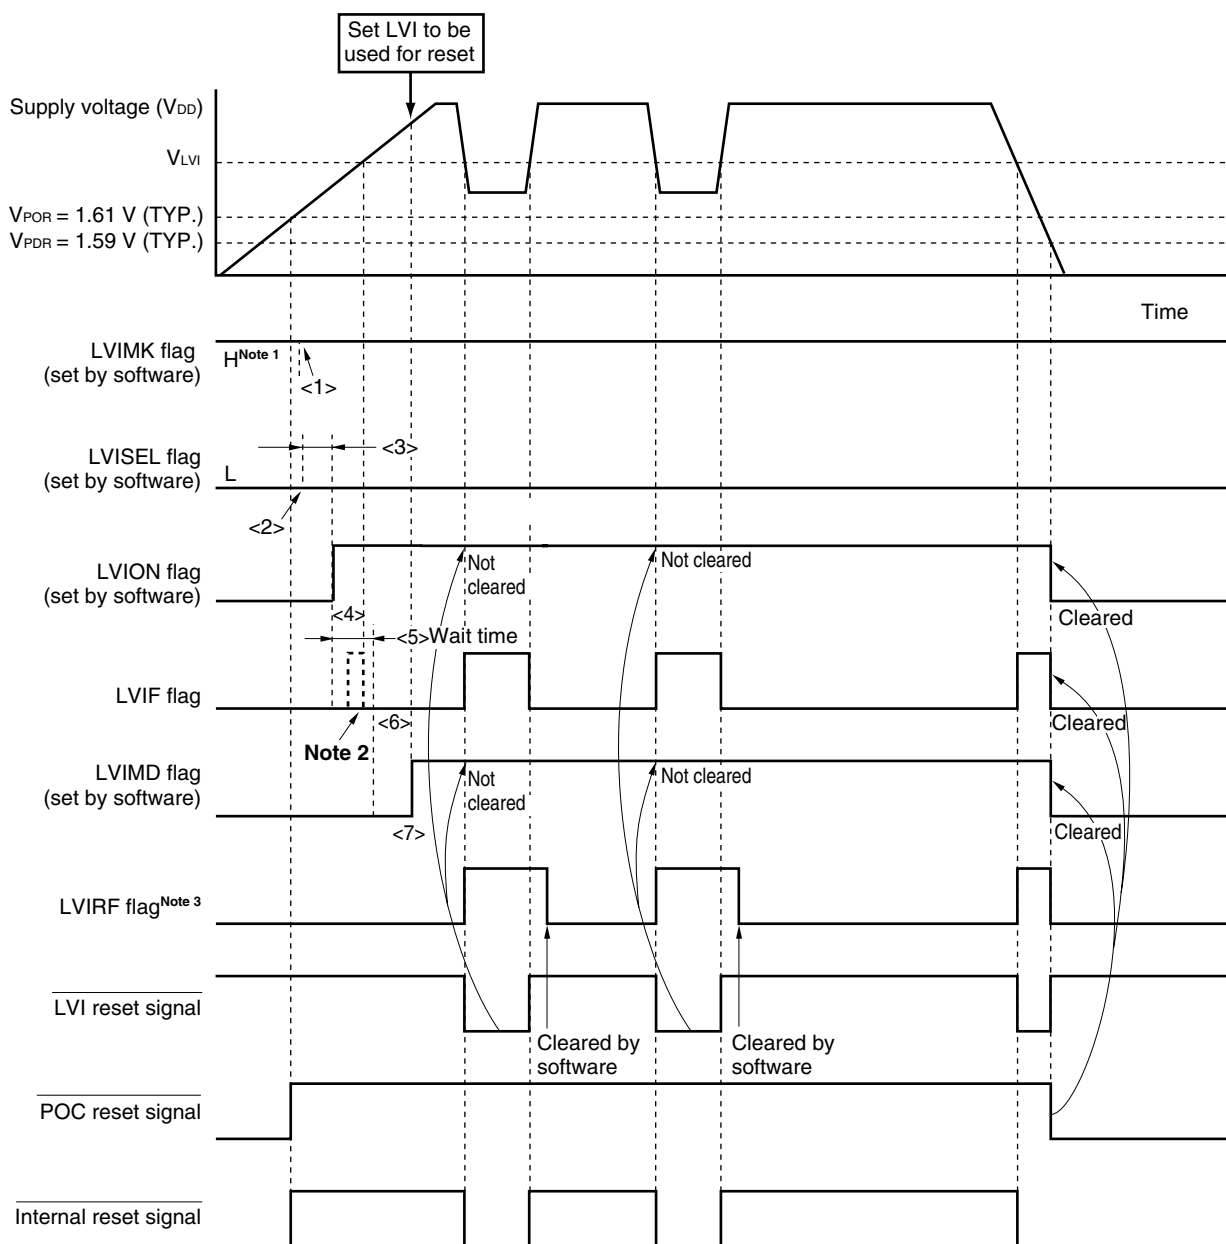 Set LVI to be
used for reset
Supply voltage (VDD)
VLVI
VPOR = 1.61 V (TYP.)
VPDR = 1.59 V (TYP.)
Time
LVIMK flag
(set by software)
H Note 1
<1>
<3>
LVISEL flag
(set by software)
L
<2>
LVION flag
(set by software)
Not
cleared
Not cleared
Cleared
<4>
<5> Wait time
LVIF flag
Note 2
<6>
Cleared
LVIMD flag
(set by software)
Not
cleared
Not cleared
<7>
Cleared
LVIRF flag Note 3
LVI reset signal
Cleared by
software
Cleared by
software
POC reset signal
Internal reset signal